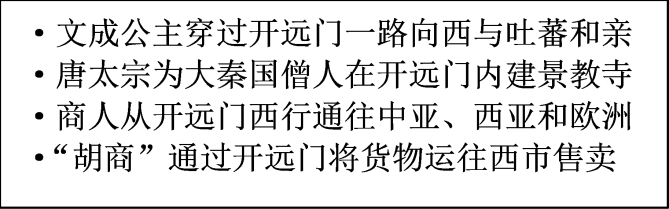 ·文成公主穿过开远门一路向西与吐蕃和亲
·唐太宗为大秦国僧人在开远门内建景教寺
·商人从开远门西行通往中亚、西亚和欧洲
·“胡商”通过开远门将货物运往西市售卖